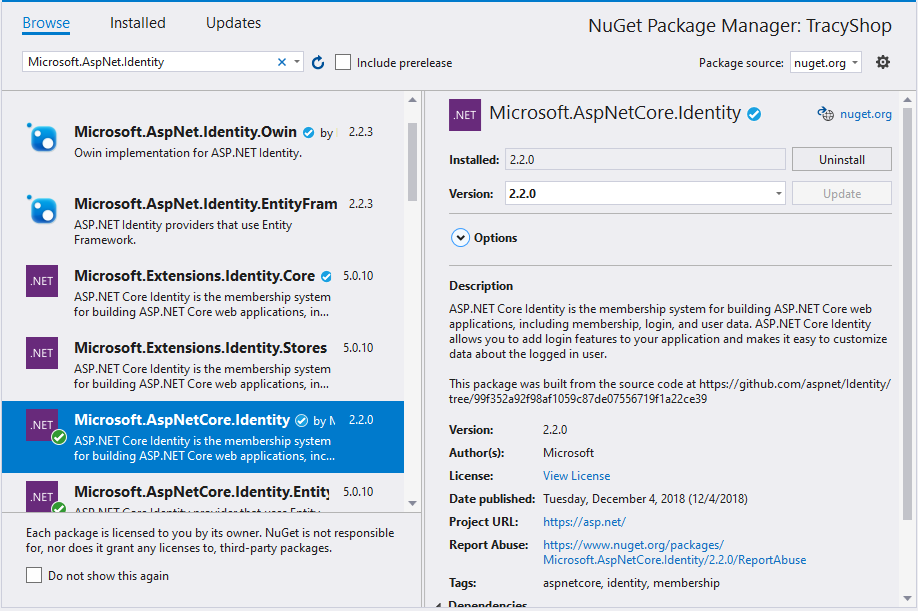 Browse
Installed
Updates
NuGet Package Manager: TracyShop
Microsoft.AspNet.Identity
Include prerelease
Package source: nuget.org
Microsoft.AspNet.Identity.Owin by 2.2.3
Owin implementation for ASP.NET Identity.
Microsoft.AspNet.Identity.EntityFram 2.2.3
ASP.NET Identity providers that use Entity
Framework.
.NET Microsoft.Extensions.Identity.Core 5.0.10
ASP.NET Core Identity is the membership system
for building ASP.NET Core web applications, in...
.NET Microsoft.Extensions.Identity.Stores 5.0.10
ASP.NET Core Identity is the membership system
for building ASP.NET Core web applications, in...
.NET Microsoft.AspNetCore.Identity by M 2.2.0
ASP.NET Core Identity is the membership system
for building ASP.NET Core web applications, inc...
.NET Microsoft.AspNetCore.Identity.Entity 5.0.10
ASP.NET Core Identity provider that uses Entity
Each package is licensed to you by its owner. NuGet is not responsible
for, nor does it grant any licenses to, third-party packages.
Do not show this again
.NET Microsoft.AspNetCore.Identity
nuget.org
Installed: 2.2.0 Uninstall
Version: 2.2.0 Update
Options
Description
ASP.NET Core Identity is the membership system for building ASP.NET Core web
applications, including membership, login, and user data. ASP.NET Core Identity
allows you to add login features to your application and makes it easy to customize
data about the logged in user.
This package was built from the source code at https://github.com/aspnet/Identity/
tree/99f352a92f98af1059c87de07556719f1a22ce39
Version: 2.2.0
Author(s): Microsoft
License: View License
Date published: Tuesday, December 4, 2018 (12/4/2018)
Project URL: https://asp.net/
Report Abuse: https://www.nuget.org/packages/
Microsoft.AspNetCore.Identity/2.2.0/ReportAbuse
Tags: aspnetcore, identity, membership
Dependencies